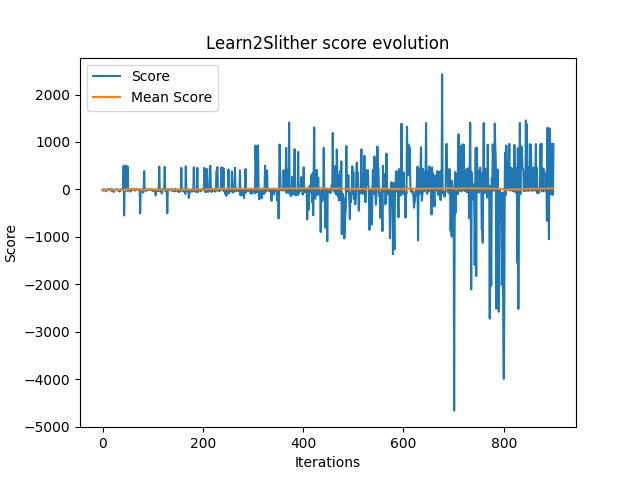 Learn2Slither score evolution
Score
Mean Score
2000
1000
0
−1000
−2000
−3000
−4000
−5000
Score
0 200 400 600 800
Iterations